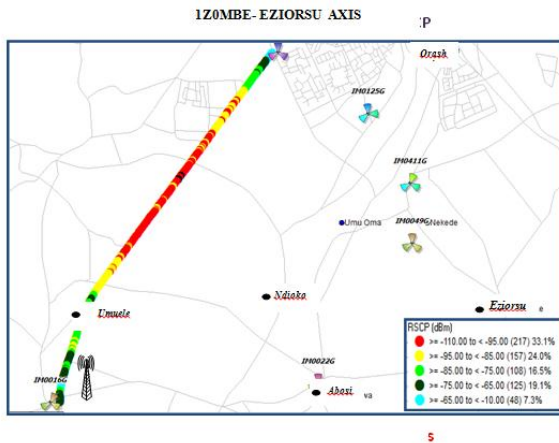 1Z0MBE- EZIORSU AXIS
:P
Orash
IM0125G
IM0411G
Umu Oma
IM0049G
Nekede
Ndioko
Umuele
Eziorsu e
IM0022G
IM0016G
Abosi va
RSCP (dBm)
>= -110.00 to < -95.00 (217) 33.1%
>= -95.00 to < -85.00 (157) 24.0%
>= -85.00 to < -75.00 (108) 16.5%
>= -75.00 to < -65.00 (125) 19.1%
>= -65.00 to < -10.00 (48) 7.3%
s